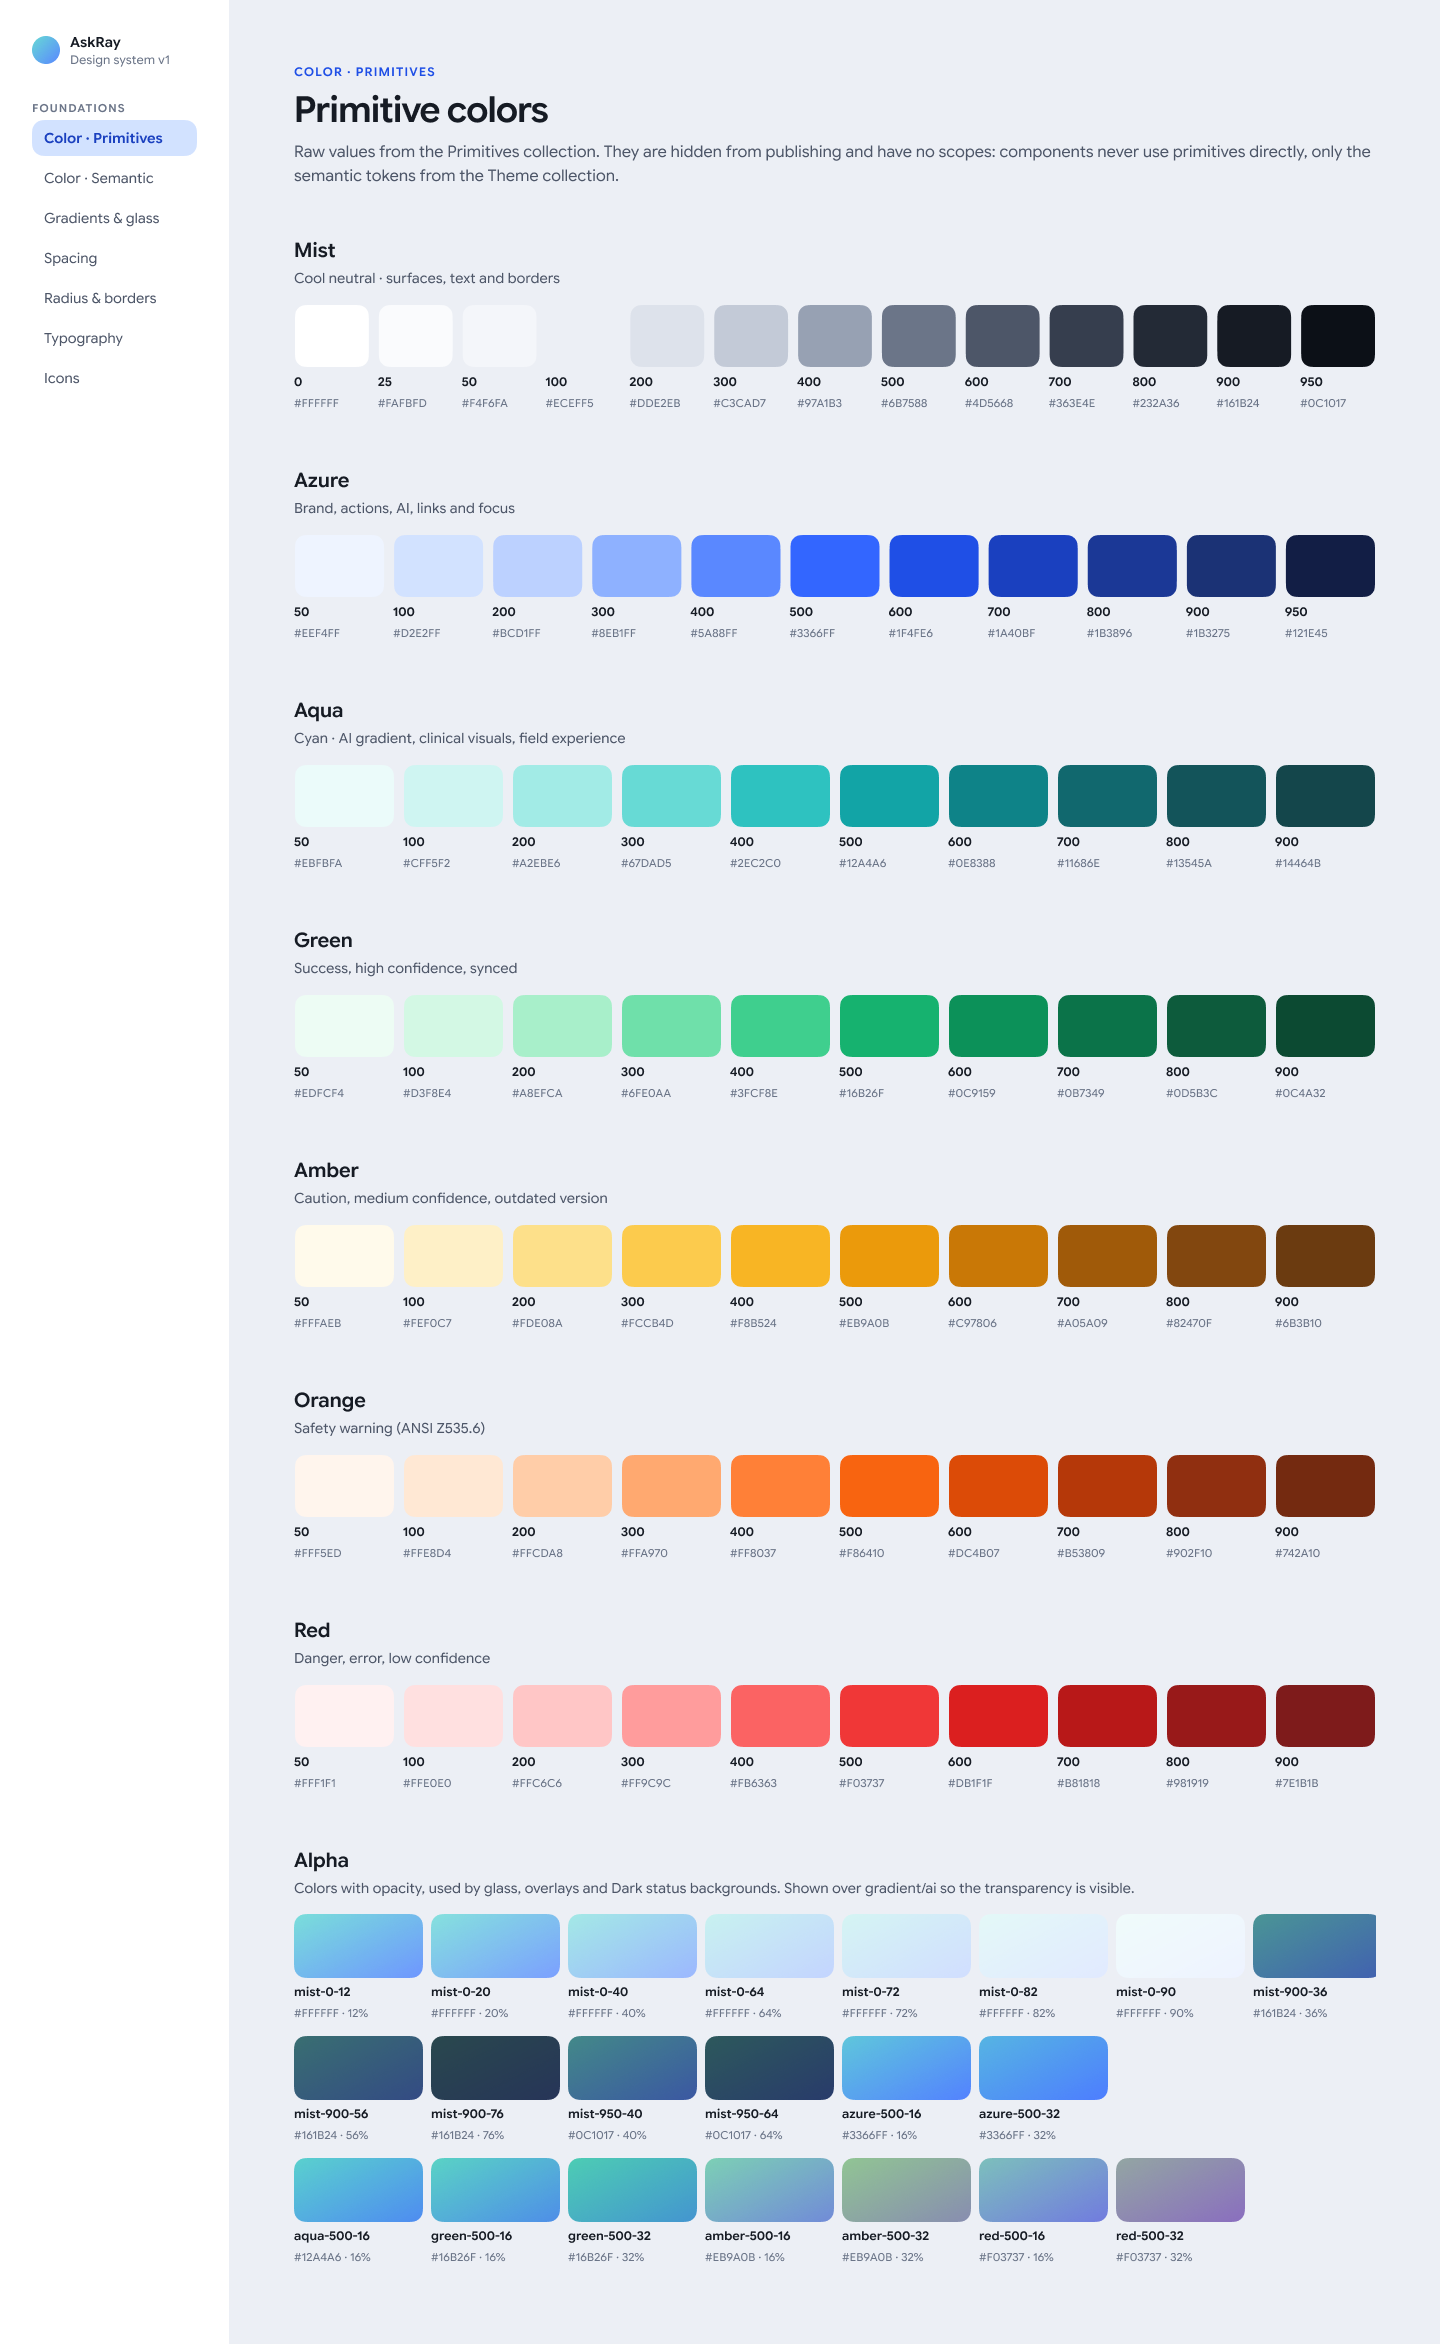 AskRay
Design system v1
FOUNDATIONS
Color · Primitives
Color · Semantic
Gradients & glass
Spacing
Radius & borders
Typography
Icons
COLOR · PRIMITIVES
Primitive colors
Raw values from the Primitives collection. They are hidden from publishing and have no scopes: components never use primitives directly, only the
semantic tokens from the Theme collection.
Mist
Cool neutral · surfaces, text and borders
0 25 50 100 200 300 400 500 600 700 800 900 950
#FFFFFF #FAFBFD #F4F6FA #ECEFF5 #DDE2EB #C3CAD7 #97A1B3 #6B7588 #4D5668 #363E4E #232A36 #161B24 #0C1017
Azure
Brand, actions, AI, links and focus
50 100 200 300 400 500 600 700 800 900 950
#EEF4FF #D2E2FF #BCD1FF #8EB1FF #5A88FF #3366FF #1F4FE6 #1A40BF #1B3896 #1B3275 #121E45
Aqua
Cyan · AI gradient, clinical visuals, field experience
50 100 200 300 400 500 600 700 800 900
#EBFBFA #CFF5F2 #A2EBE6 #67DAD5 #2EC2C0 #12A4A6 #0E8388 #11686E #13545A #14464B
Green
Success, high confidence, synced
50 100 200 300 400 500 600 700 800 900
#EDFCF4 #D3F8E4 #A8EFCA #6FE0AA #3FCF8E #16B26F #0C9159 #0B7349 #0D5B3C #0C4A32
Amber
Caution, medium confidence, outdated version
50 100 200 300 400 500 600 700 800 900
#FFFAEB #FEF0C7 #FDE08A #FCCB4D #F8B524 #EB9A0B #C97806 #A05A09 #82470F #6B3B10
Orange
Safety warning (ANSI Z535.6)
50 100 200 300 400 500 600 700 800 900
#FFF5ED #FFE8D4 #FFCDA8 #FFA970 #FF8037 #F86410 #DC4B07 #B53809 #902F10 #742A10
Red
Danger, error, low confidence
50 100 200 300 400 500 600 700 800 900
#FFF1F1 #FFE0E0 #FFC6C6 #FF9C9C #FB6363 #F03737 #DB1F1F #B81818 #981919 #7E1B1B
Alpha
Colors with opacity, used by glass, overlays and Dark status backgrounds. Shown over gradient/ai so the transparency is visible.
mist-0-12 mist-0-20 mist-0-40 mist-0-64 mist-0-72 mist-0-82 mist-0-90 mist-900-36
#FFFFFF · 12% #FFFFFF · 20% #FFFFFF · 40% #FFFFFF · 64% #FFFFFF · 72% #FFFFFF · 82% #FFFFFF · 90% #161B24 · 36%
mist-900-56 mist-900-76 mist-950-40 mist-950-64 azure-500-16 azure-500-32
#161B24 · 56% #161B24 · 76% #0C1017 · 40% #0C1017 · 64% #3366FF · 16% #3366FF · 32%
aqua-500-16 green-500-16 green-500-32 amber-500-16 amber-500-32 red-500-16 red-500-32
#12A4A6 · 16% #16B26F · 16% #16B26F · 32% #EB9A0B · 16% #EB9A0B · 32% #F03737 · 16% #F03737 · 32%